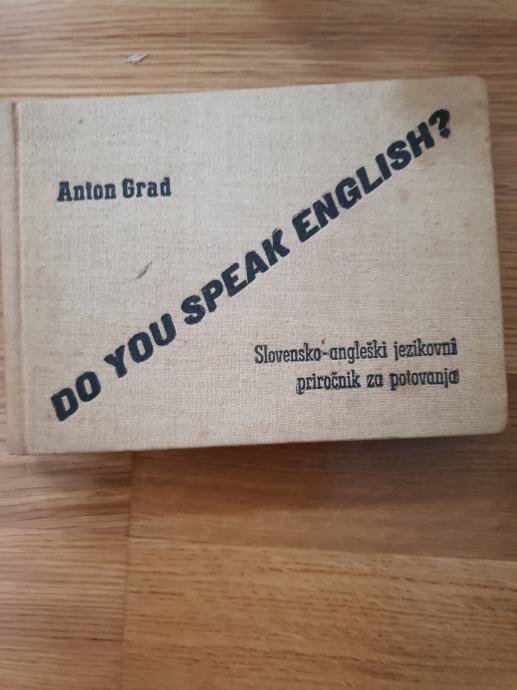 Anton Grad
DO YOU SPEAK ENGLISH?
Slovensko-angleški jezikovni
priročnik za potovanja